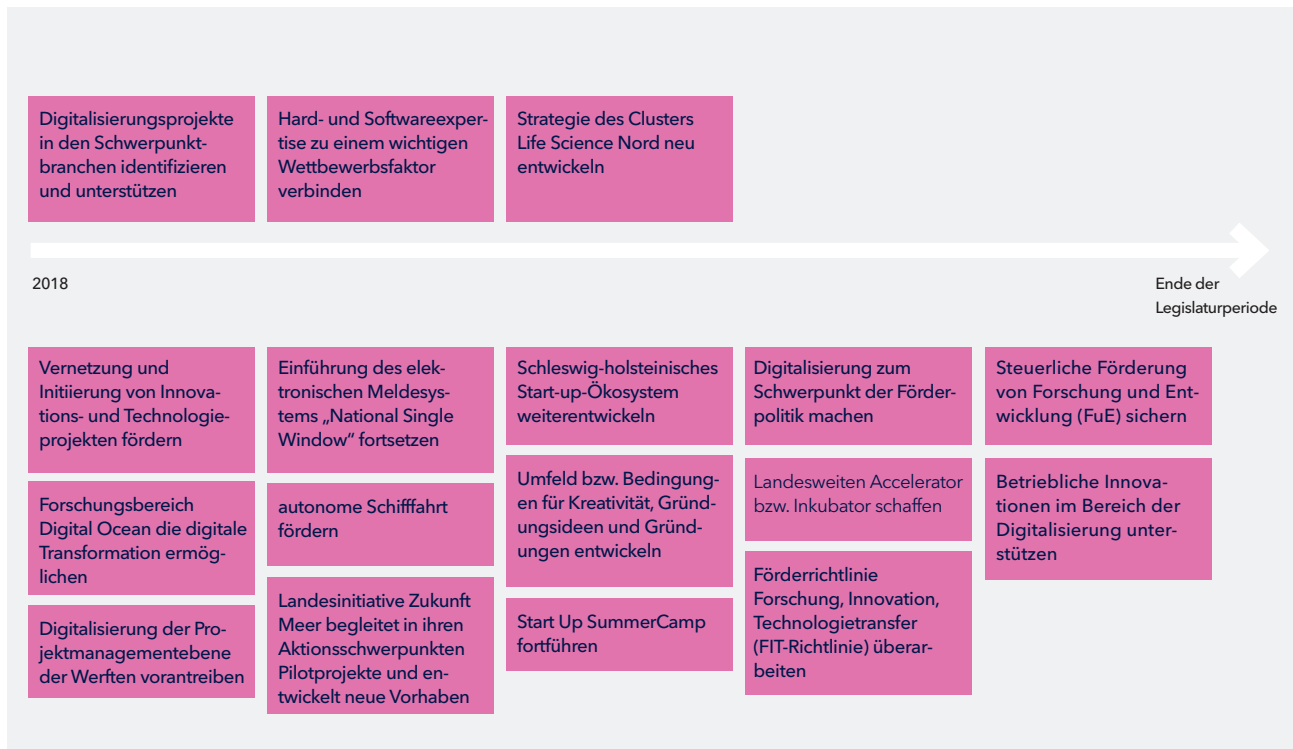 Digitalisierungsprojekte
in den Schwerpunkt-
branchen identifizieren
und unterstützen
Hard- und Softwareexper-
tise zu einem wichtigen
Wettbewerbsfaktor
verbinden
Strategie des Clusters
Life Science Nord neu
entwickeln
2018
Ende der
Legislaturperiode
Vernetzung und
Initiierung von Innova-
tions- und Technologie-
projekten fördern
Forschungsbereich
Digital Ocean die digitale
Transformation ermög-
lichen
Digitalisierung der Pro-
jektmanagementebene
der Werften vorantreiben
Einführung des elek-
tronischen Meldesys-
tems „National Single
Window“ fortsetzen
autonome Schifffahrt
fördern
Landesinitiative Zukunft
Meer begleitet in ihren
Aktionsschwerpunkten
Pilotprojekte und en-
twickelt neue Vorhaben
Schleswig-holsteinisches
Start-up-Ökosystem
weiterentwickeln
Umfeld bzw. Bedingung-
en für Kreativität, Gründ-
ungsideen und Gründ-
ungen entwickeln
Start Up SummerCamp
fortführen
Digitalisierung zum
Schwerpunkt der Förder-
politik machen
Landesweiten Accelerator
bzw. Inkubator schaffen
Förderrichtlinie
Forschung, Innovation,
Technologietransfer
(FIT-Richtlinie) überar-
beiten
Steuerliche Förderung
von Forschung und Ent-
wicklung (FuE) sichern
Betriebliche Innova-
tionen im Bereich der
Digitalisierung unter-
stützen